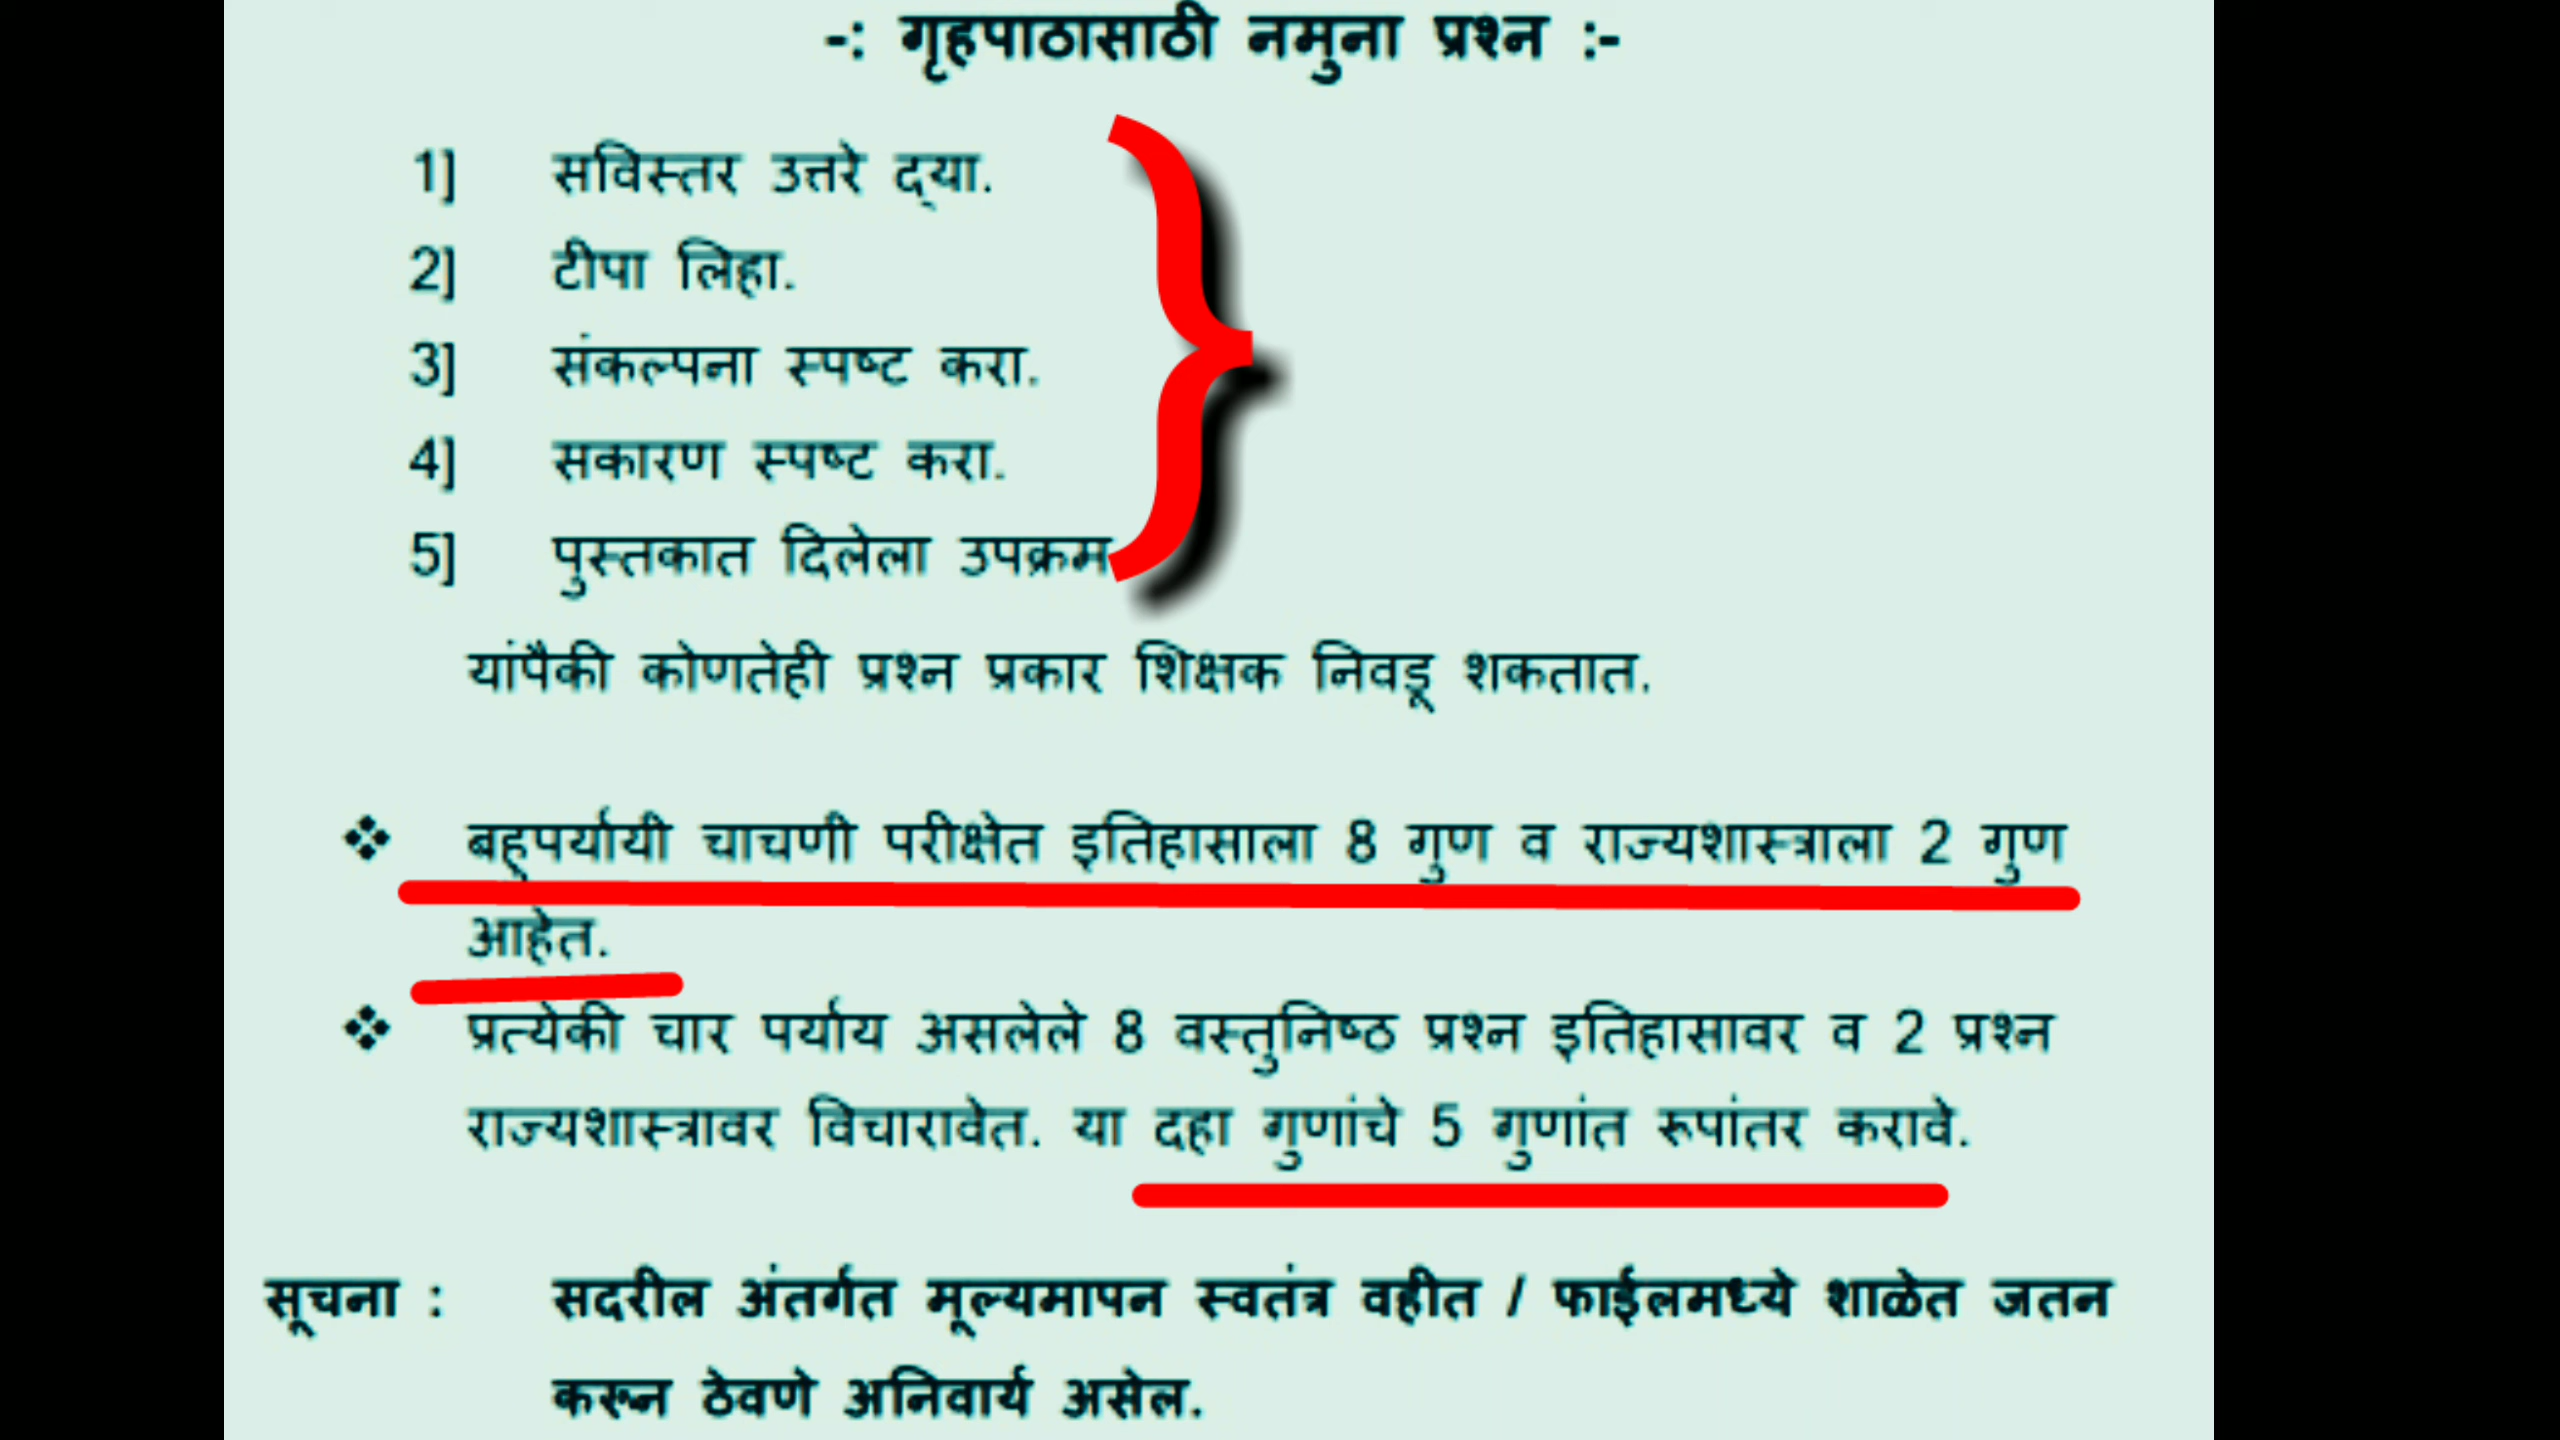 -: गृहपाठासाठी नमुना प्रश्न :-
1] सविस्तर उत्तरे द्‌या.
2] टीपा लिहा.
3] संकल्पना स्पष्ट करा.
4] सकारण स्पष्ट करा.
5] पुस्तकात दिलेला उपक्रम
यांपैकी कोणतेही प्रश्न प्रकार शिक्षक निवडू शकतात.
❖ बहुपर्यायी चाचणी परीक्षेत इतिहासाला 8 गुण व राज्यशास्त्राला 2 गुण
आहेत.
❖ प्रत्येकी चार पर्याय असलेले 8 वस्तुनिष्ठ प्रश्न इतिहासावर व 2 प्रश्न
राज्यशास्त्रावर विचारावेत. या दहा गुणांचे 5 गुणांत रूपांतर करावे.
सूचना : सदरील अंतर्गत मूल्यमापन स्वतंत्र वहीत / फाईलमध्ये शाळेत जतन
करून ठेवणे अनिवार्य असेल.